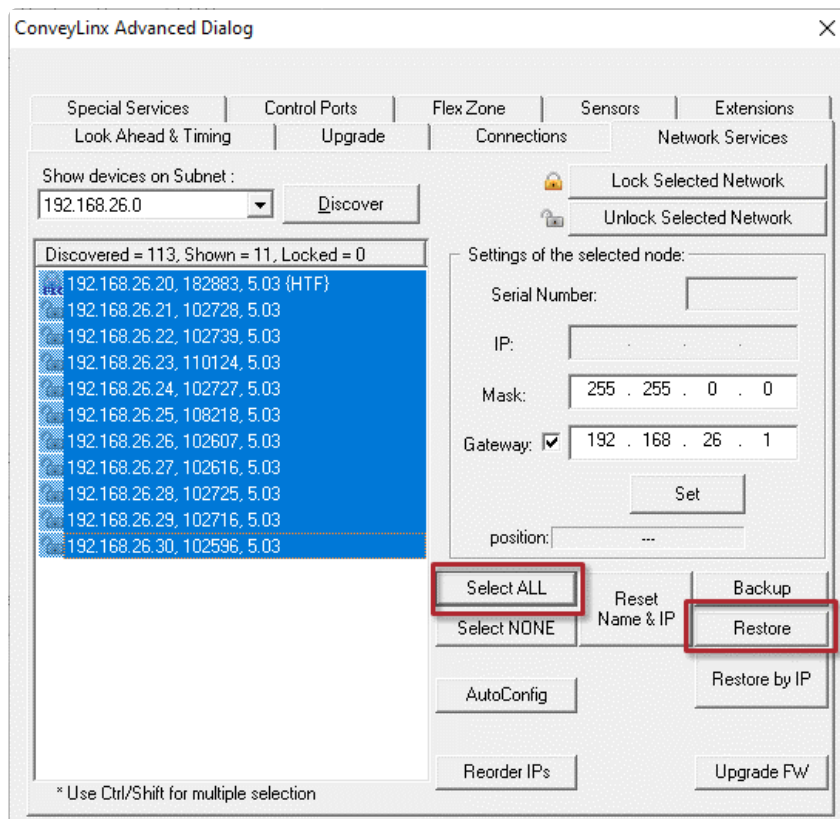 ConveyLinx Advanced Dialog
Special Services
Control Ports
Flex Zone
Sensors
Extensions
Look Ahead & Timing
Upgrade
Connections
Network Services
Show devices on Subnet :
192.168.26.0
Discover
Lock Selected Network
Unlock Selected Network
Discovered = 113, Shown = 11, Locked = 0
192.168.26.20, 182883, 5.03 {HTF}
192.168.26.21, 102728, 5.03
192.168.26.22, 102739, 5.03
192.168.26.23, 110124, 5.03
192.168.26.24, 102727, 5.03
192.168.26.25, 108218, 5.03
192.168.26.26, 102607, 5.03
192.168.26.27, 102616, 5.03
192.168.26.28, 102725, 5.03
192.168.26.29, 102716, 5.03
192.168.26.30, 102596, 5.03
* Use Ctrl/Shift for multiple selection
Settings of the selected node:
Serial Number:
IP:
Mask:
255 . 255 . 0 . 0
Gateway:
192 . 168 . 26 . 1
Set
position:
---
Select ALL
Reset
Name & IP
Backup
Select NONE
Restore
AutoConfig
Restore by IP
Reorder IPs
Upgrade FW